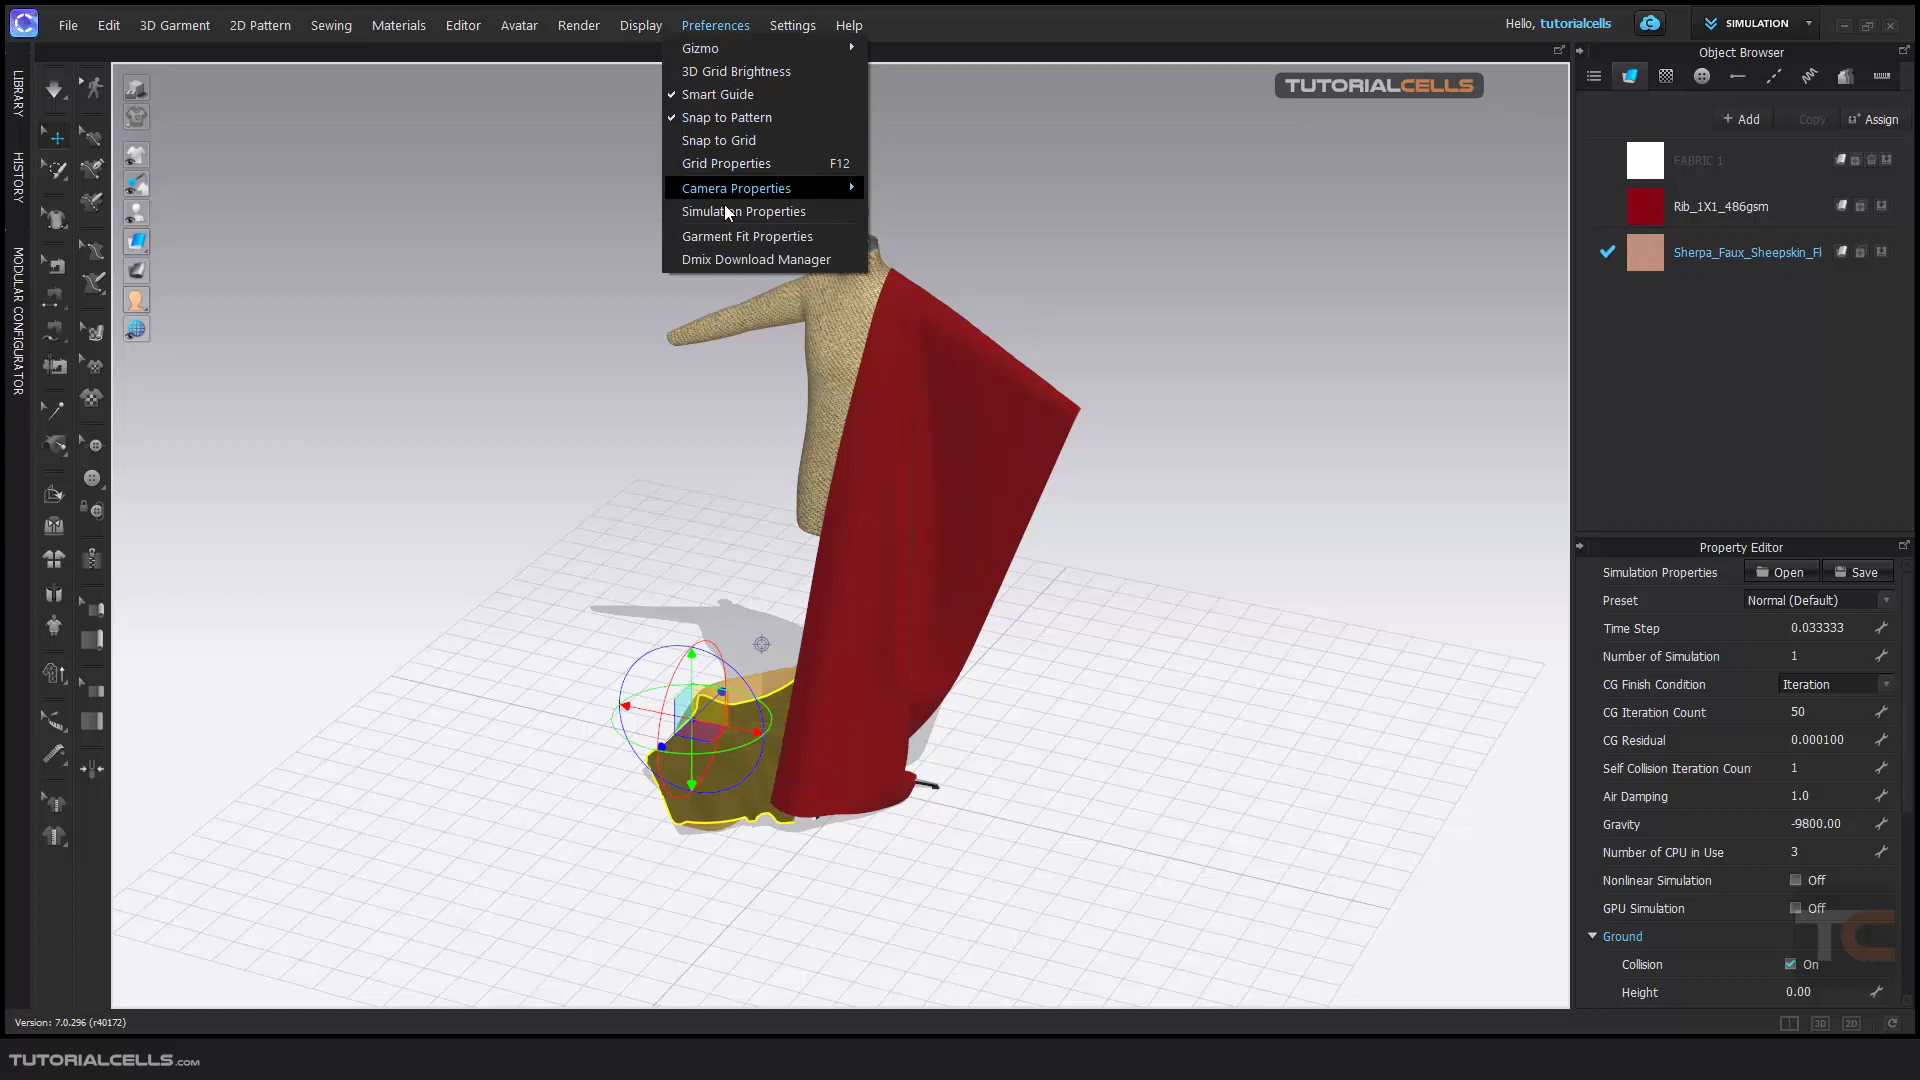 File Edit 3D Garment 2D Pattern Sewing Materials Editor Avatar Render Display Preferences Settings Help
Hello, tutorialcells
SIMULATION
LIBRARY
HISTORY
MODULAR CONFIGURATOR
Gizmo
3D Grid Brightness
Smart Guide
Snap to Pattern
Snap to Grid
Grid Properties F12
Camera Properties
Simulation Properties
Garment Fit Properties
Dmix Download Manager
TUTORIALCELLS
Object Browser
+ Add Copy Assign
FABRIC 1
Rib_1X1_486gsm
Sherpa_Faux_Sheepskin_Fl
Property Editor
Simulation Properties Open Save
Preset Normal (Default)
Time Step 0.033333
Number of Simulation 1
CG Finish Condition Iteration
CG Iteration Count 50
CG Residual 0.000100
Self Collision Iteration Coun 1
Air Damping 1.0
Gravity -9800.00
Number of CPU in Use 3
Nonlinear Simulation Off
GPU Simulation Off
Ground
Collision On
Height 0.00
TC
Version: 7.0.296 (r40172)
3D 2D
TUTORIALCELLS.com